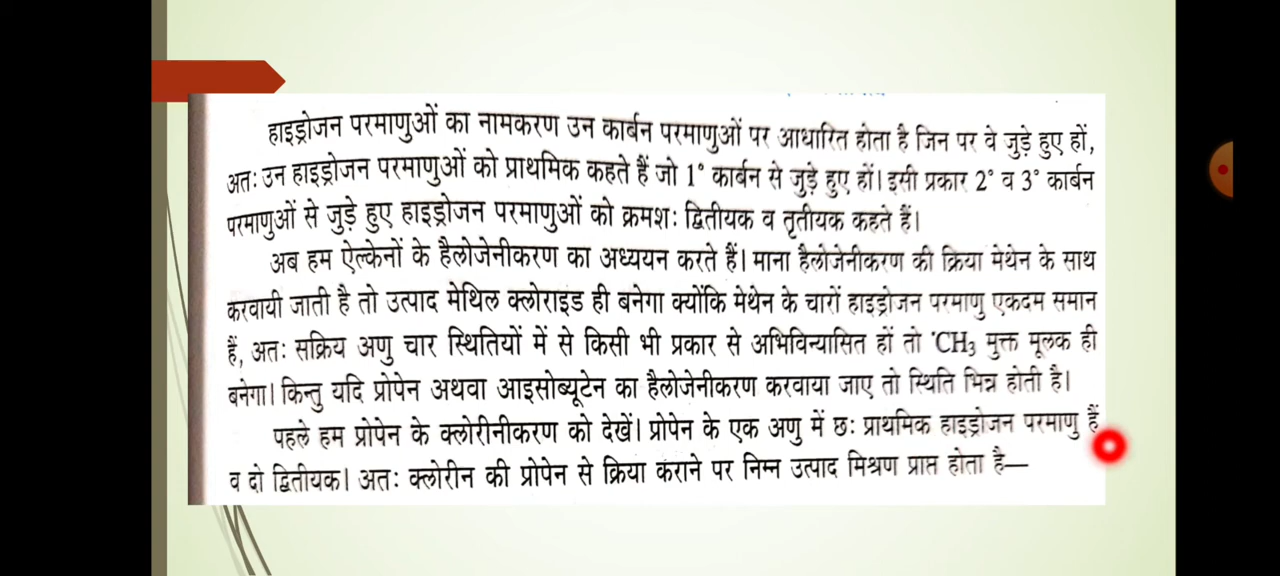 हाइड्रोजन परमाणुओं का नामकरण उन कार्बन परमाणुओं पर आधारित होता है जिन पर वे जुड़े हुए हों,
अतः उन हाइड्रोजन परमाणुओं को प्राथमिक कहते हैं जो 1° कार्बन से जुड़े हुए हों। इसी प्रकार 2° व 3° कार्बन
परमाणुओं से जुड़े हुए हाइड्रोजन परमाणुओं को क्रमशः द्वितीयक व तृतीयक कहते हैं।
अब हम ऐल्केनों के हैलोजेनीकरण का अध्ययन करते हैं। माना हैलोजेनीकरण की क्रिया मेथेन के साथ
करवायी जाती है तो उत्पाद मेथिल क्लोराइड ही बनेगा क्योंकि मेथेन के चारों हाइड्रोजन परमाणु एकदम समान
हैं, अतः सक्रिय अणु चार स्थितियों में से किसी भी प्रकार से अभिविन्यासित हों तो ˙CH₃ मुक्त मूलक ही
बनेगा। किन्तु यदि प्रोपेन अथवा आइसोब्यूटेन का हैलोजेनीकरण करवाया जाए तो स्थिति भिन्न होती है।
पहले हम प्रोपेन के क्लोरीनीकरण को देखें। प्रोपेन के एक अणु में छः प्राथमिक हाइड्रोजन परमाणु हैं
व दो द्वितीयक। अतः क्लोरीन की प्रोपेन से क्रिया कराने पर निम्न उत्पाद मिश्रण प्राप्त होता है—